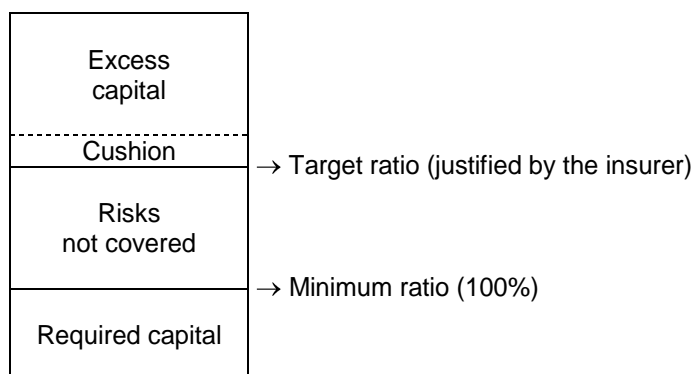 Excess
capital
Cushion
→ Target ratio (justified by the insurer)
Risks
not covered
→ Minimum ratio (100%)
Required capital